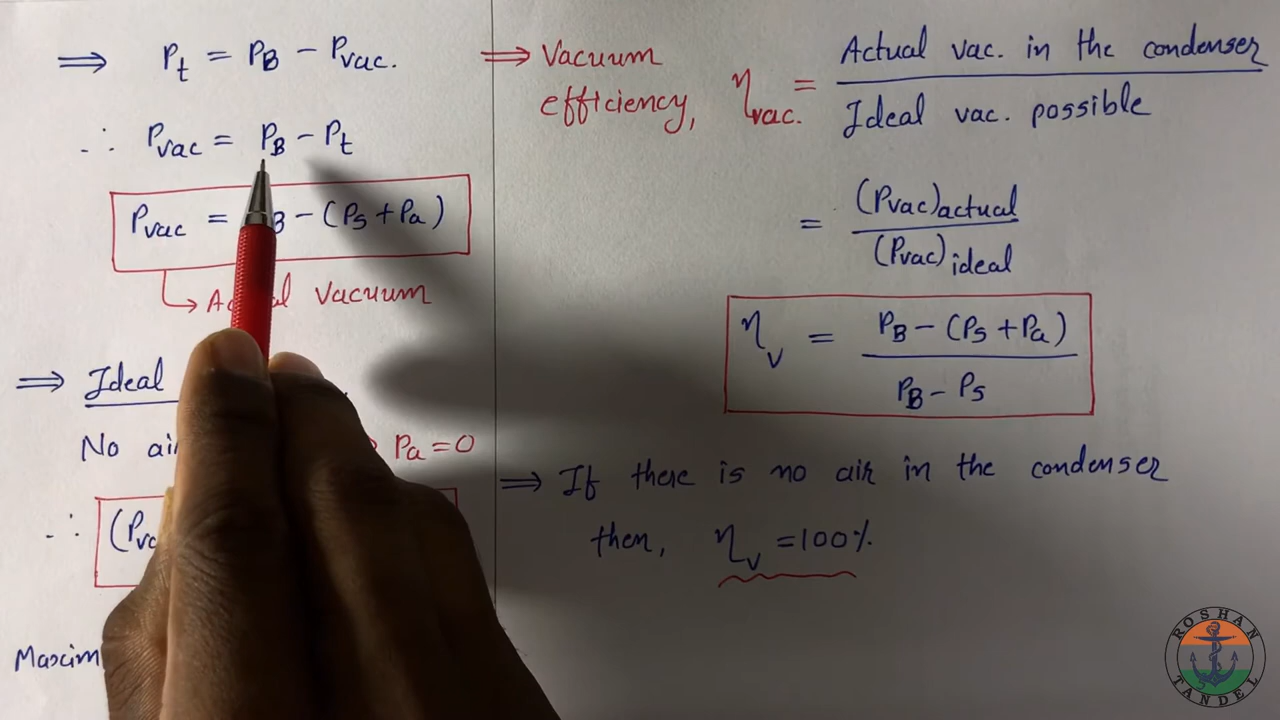 ⇒ Pt = PB − Pvac.
∴ Pvac = PB − Pt
Pvac = B − (Ps + Pa)
Vacuum
⇒ Ideal
No air
Pa = 0
∴ (Pva
⇒ Vacuum efficiency, ηvac. = Actual vac. in the condenser
Ideal vac. possible
= (Pvac)actual
(Pvac)ideal
ηv = PB − (Ps + Pa)
PB − Ps
⇒ If there is no air in the condenser
then, ηv = 100%
ROSHAN
TANDEL